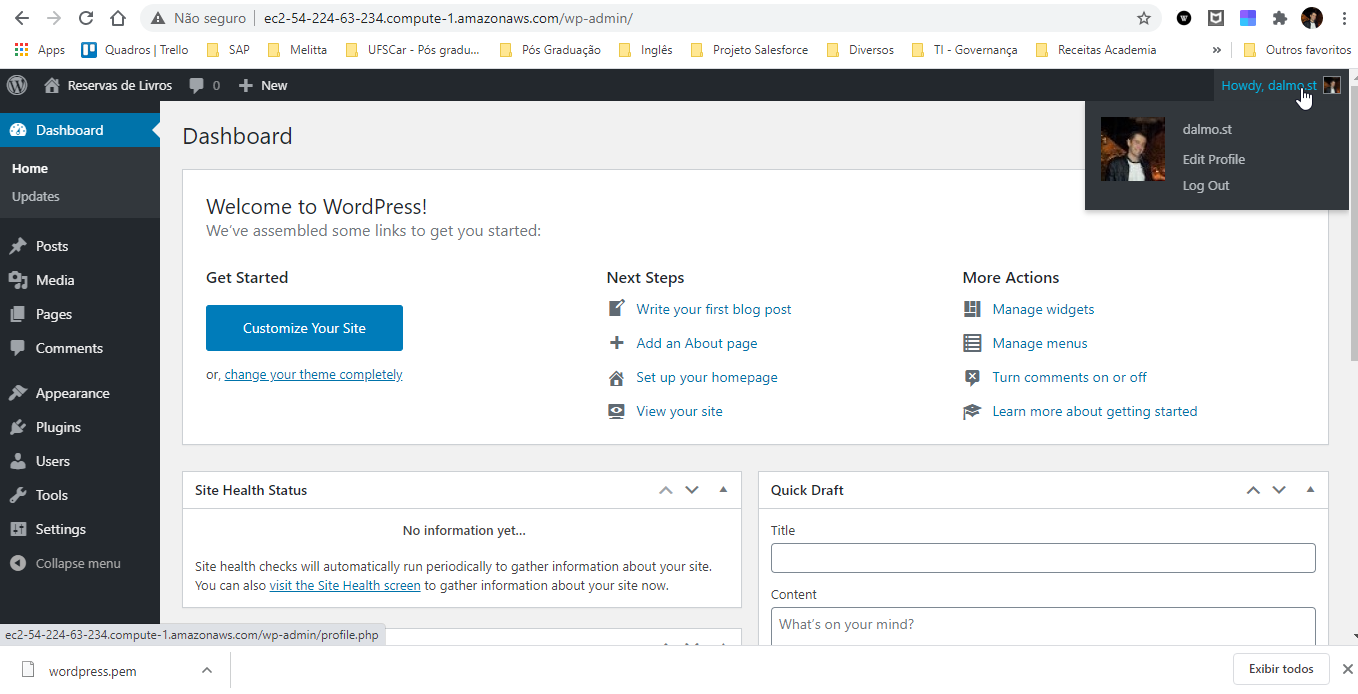 Não seguro
ec2-54-224-63-234.compute-1.amazonaws.com/wp-admin/
Apps
Quadros | Trello
SAP
Melitta
UFSCar - Pós gradu...
Pós Graduação
Inglês
Projeto Salesforce
Diversos
TI - Governança
Receitas Academia
»
Outros favoritos
Reservas de Livros
0
New
Howdy, dalmo.st
dalmo.st
Edit Profile
Log Out
Dashboard
Home
Updates
Posts
Media
Pages
Comments
Appearance
Plugins
Users
Tools
Settings
Collapse menu
Dashboard
Welcome to WordPress!
We've assembled some links to get you started:
Get Started
Customize Your Site
or, change your theme completely
Next Steps
Write your first blog post
Add an About page
Set up your homepage
View your site
More Actions
Manage widgets
Manage menus
Turn comments on or off
Learn more about getting started
Site Health Status
No information yet...
Site health checks will automatically run periodically to gather information about your site.
You can also visit the Site Health screen to gather information about your site now.
Quick Draft
Title
Content
What's on your mind?
ec2-54-224-63-234.compute-1.amazonaws.com/wp-admin/profile.php
wordpress.pem
Exibir todos